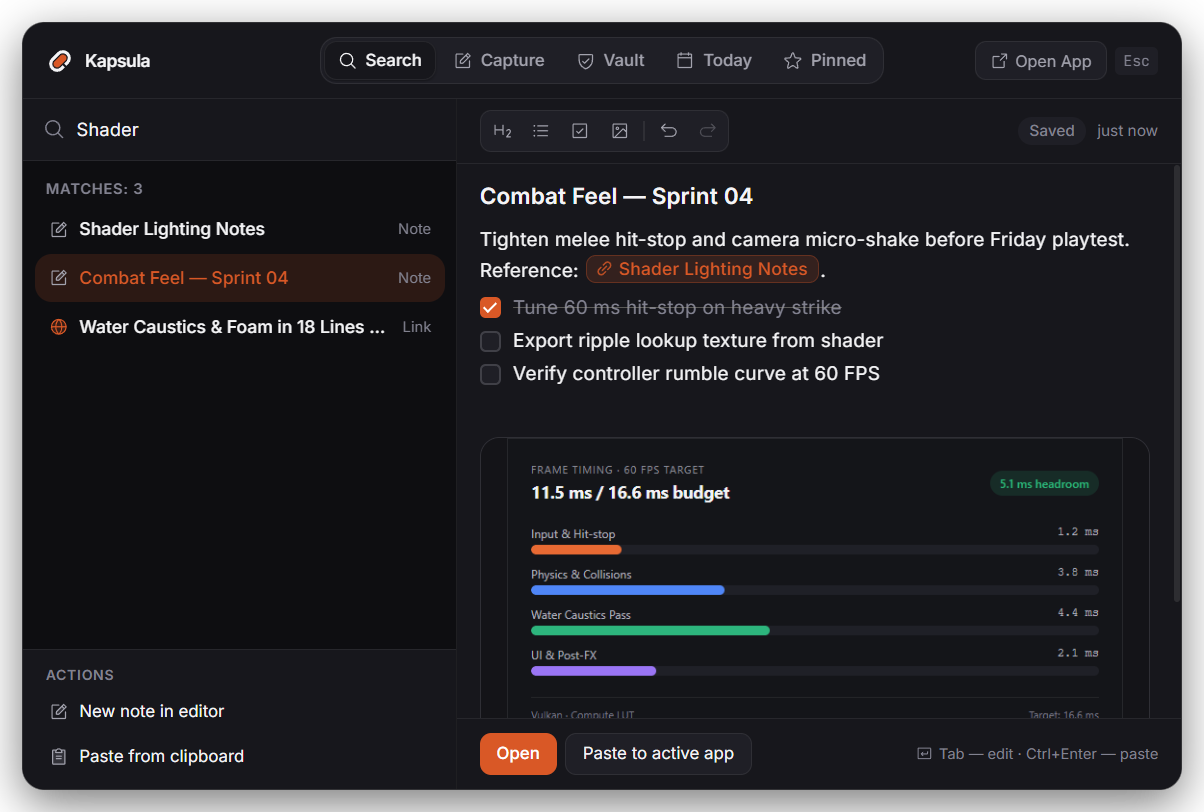 Kapsula
Search
Capture
Vault
Today
Pinned
Open App
Esc
Shader
MATCHES: 3
Shader Lighting Notes Note
Combat Feel — Sprint 04 Note
Water Caustics & Foam in 18 Lines ... Link
ACTIONS
New note in editor
Paste from clipboard
H2
Saved just now
Combat Feel — Sprint 04
Tighten melee hit-stop and camera micro-shake before Friday playtest.
Reference: Shader Lighting Notes.
Tune 60 ms hit-stop on heavy strike
Export ripple lookup texture from shader
Verify controller rumble curve at 60 FPS
FRAME TIMING · 60 FPS TARGET
11.5 ms / 16.6 ms budget
5.1 ms headroom
Input & Hit-stop 1.2 ms
Physics & Collisions 3.8 ms
Water Caustics Pass 4.4 ms
UI & Post-FX 2.1 ms
Vulkan · Compute LUT Target: 16.6 ms
Open
Paste to active app
Tab — edit · Ctrl+Enter — paste